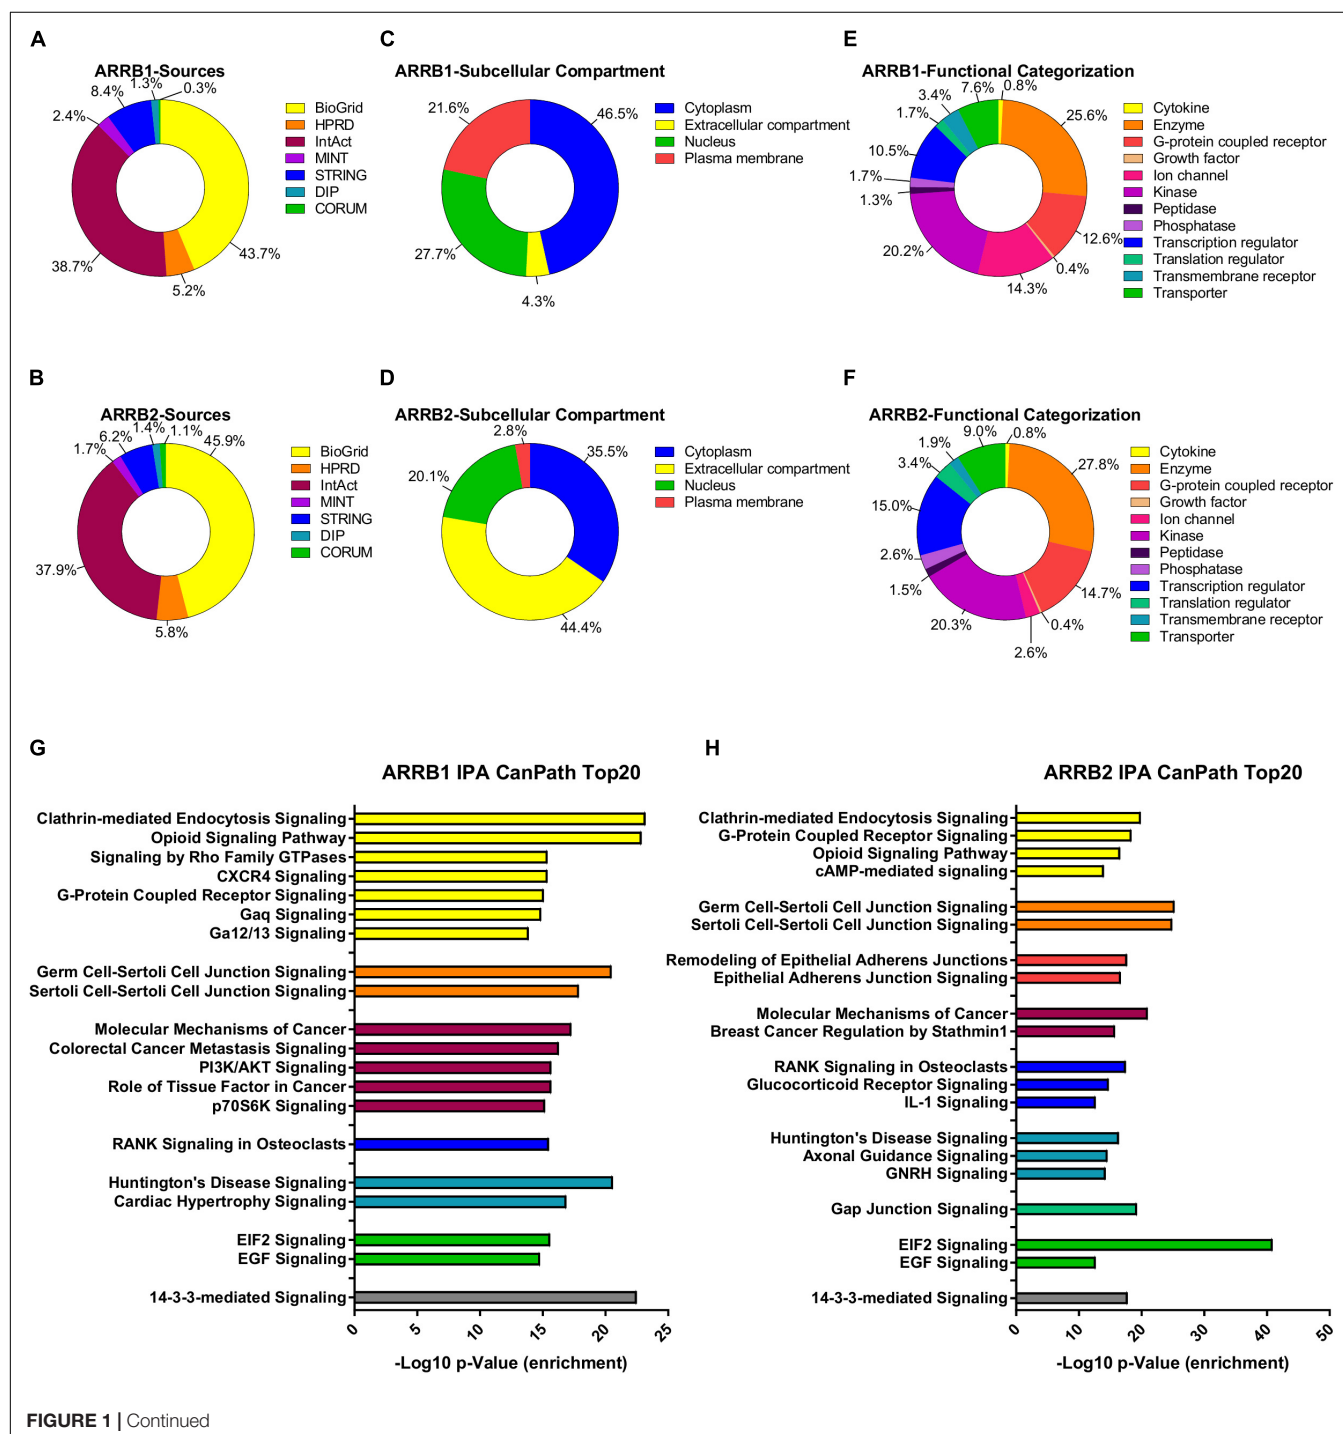 A
ARRB1-Sources
0.3%
1.3%
8.4%
2.4%
38.7%
5.2%
43.7%
BioGrid
HPRD
IntAct
MINT
STRING
DIP
CORUM
C
ARRB1-Subcellular Compartment
21.6%
46.5%
27.7%
4.3%
Cytoplasm
Extracellular compartment
Nucleus
Plasma membrane
E
ARRB1-Functional Categorization
7.6%
0.8%
3.4%
1.7%
25.6%
10.5%
1.7%
1.3%
20.2%
12.6%
0.4%
14.3%
Cytokine
Enzyme
G-protein coupled receptor
Growth factor
Ion channel
Kinase
Peptidase
Phosphatase
Transcription regulator
Translation regulator
Transmembrane receptor
Transporter
B
ARRB2-Sources
1.4%
1.1%
45.9%
6.2%
1.7%
37.9%
5.8%
BioGrid
HPRD
IntAct
MINT
STRING
DIP
CORUM
D
ARRB2-Subcellular Compartment
2.8%
35.5%
20.1%
44.4%
Cytoplasm
Extracellular compartment
Nucleus
Plasma membrane
F
ARRB2-Functional Categorization
9.0%
0.8%
1.9%
3.4%
27.8%
15.0%
2.6%
1.5%
20.3%
14.7%
0.4%
2.6%
Cytokine
Enzyme
G-protein coupled receptor
Growth factor
Ion channel
Kinase
Peptidase
Phosphatase
Transcription regulator
Translation regulator
Transmembrane receptor
Transporter
G
ARRB1 IPA CanPath Top20
Clathrin-mediated Endocytosis Signaling
Opioid Signaling Pathway
Signaling by Rho Family GTPases
CXCR4 Signaling
G-Protein Coupled Receptor Signaling
Gaq Signaling
Ga12/13 Signaling
Germ Cell-Sertoli Cell Junction Signaling
Sertoli Cell-Sertoli Cell Junction Signaling
Molecular Mechanisms of Cancer
Colorectal Cancer Metastasis Signaling
PI3K/AKT Signaling
Role of Tissue Factor in Cancer
p70S6K Signaling
RANK Signaling in Osteoclasts
Huntington's Disease Signaling
Cardiac Hypertrophy Signaling
EIF2 Signaling
EGF Signaling
14-3-3-mediated Signaling
0 5 10 15 20 25
-Log10 p-Value (enrichment)
H
ARRB2 IPA CanPath Top20
Clathrin-mediated Endocytosis Signaling
G-Protein Coupled Receptor Signaling
Opioid Signaling Pathway
cAMP-mediated signaling
Germ Cell-Sertoli Cell Junction Signaling
Sertoli Cell-Sertoli Cell Junction Signaling
Remodeling of Epithelial Adherens Junctions
Epithelial Adherens Junction Signaling
Molecular Mechanisms of Cancer
Breast Cancer Regulation by Stathmin1
RANK Signaling in Osteoclasts
Glucocorticoid Receptor Signaling
IL-1 Signaling
Huntington's Disease Signaling
Axonal Guidance Signaling
GNRH Signaling
Gap Junction Signaling
EIF2 Signaling
EGF Signaling
14-3-3-mediated Signaling
0 10 20 30 40 50
-Log10 p-Value (enrichment)
FIGURE 1 | Continued